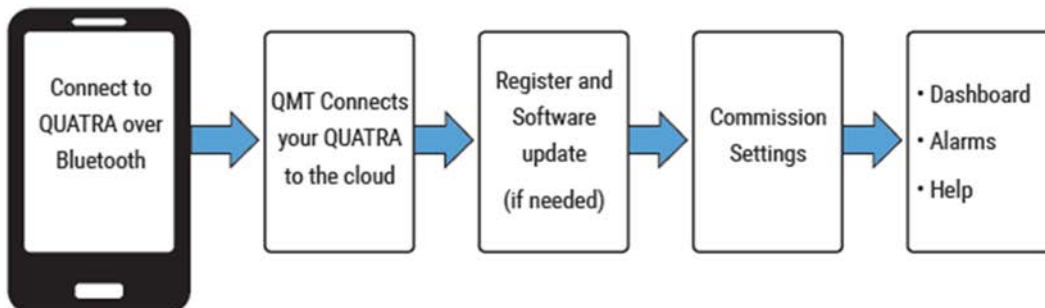 Connect to
QUATRA over
Bluetooth
QMT Connects
your QUATRA
to the cloud
Register and
Software
update
(if needed)
Commission
Settings
• Dashboard
• Alarms
• Help